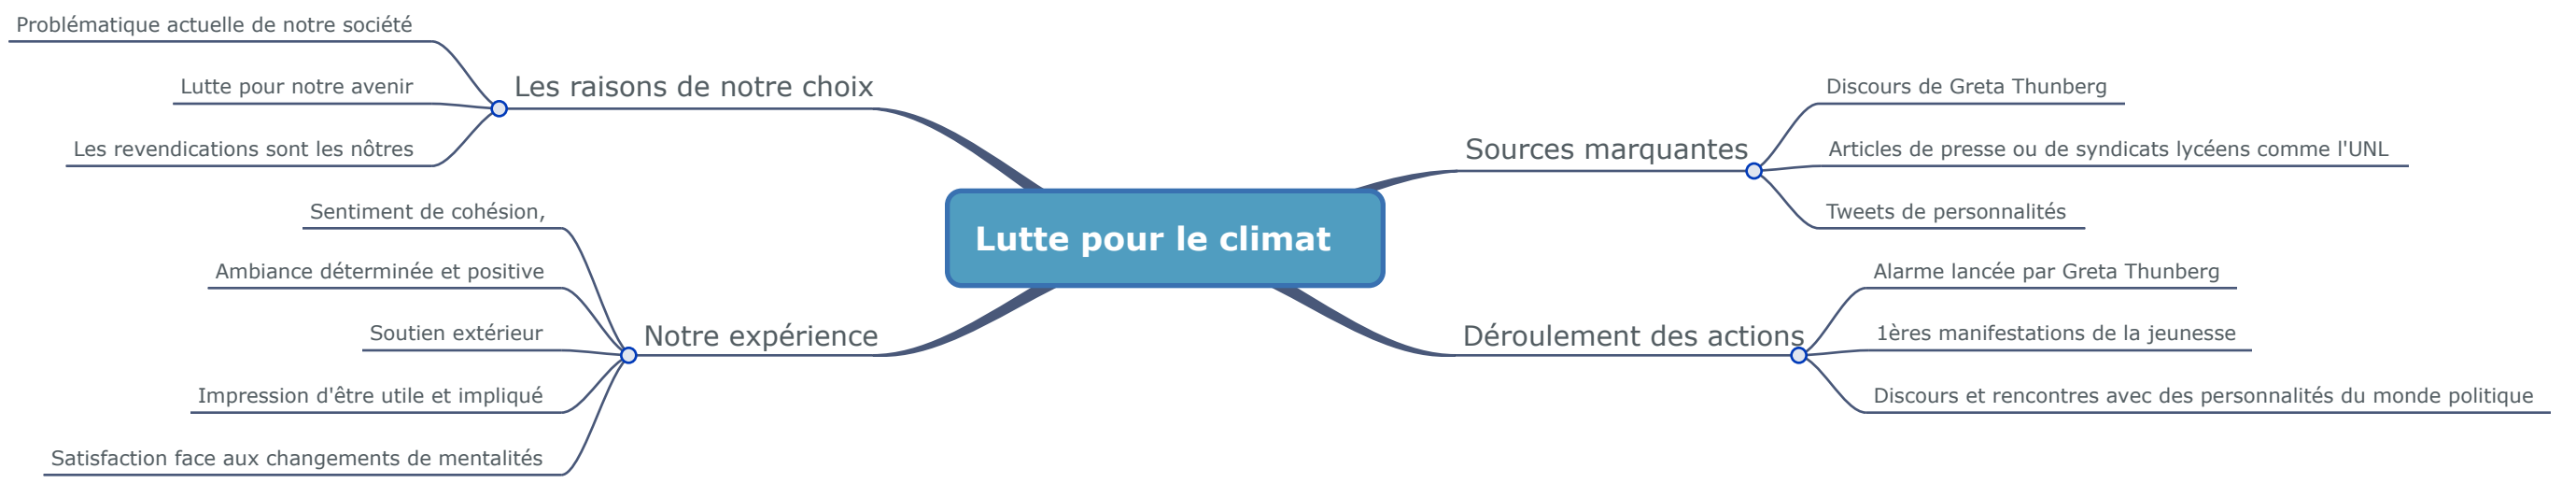 Problématique actuelle de notre société
Lutte pour notre avenir
Les revendications sont les nôtres
Les raisons de notre choix
Sentiment de cohésion,
Ambiance déterminée et positive
Soutien extérieur
Impression d'être utile et impliqué
Satisfaction face aux changements de mentalités
Notre expérience
Lutte pour le climat
Sources marquantes
Discours de Greta Thunberg
Articles de presse ou de syndicats lycéens comme l'UNL
Tweets de personnalités
Déroulement des actions
Alarme lancée par Greta Thunberg
1ères manifestations de la jeunesse
Discours et rencontres avec des personnalités du monde politique